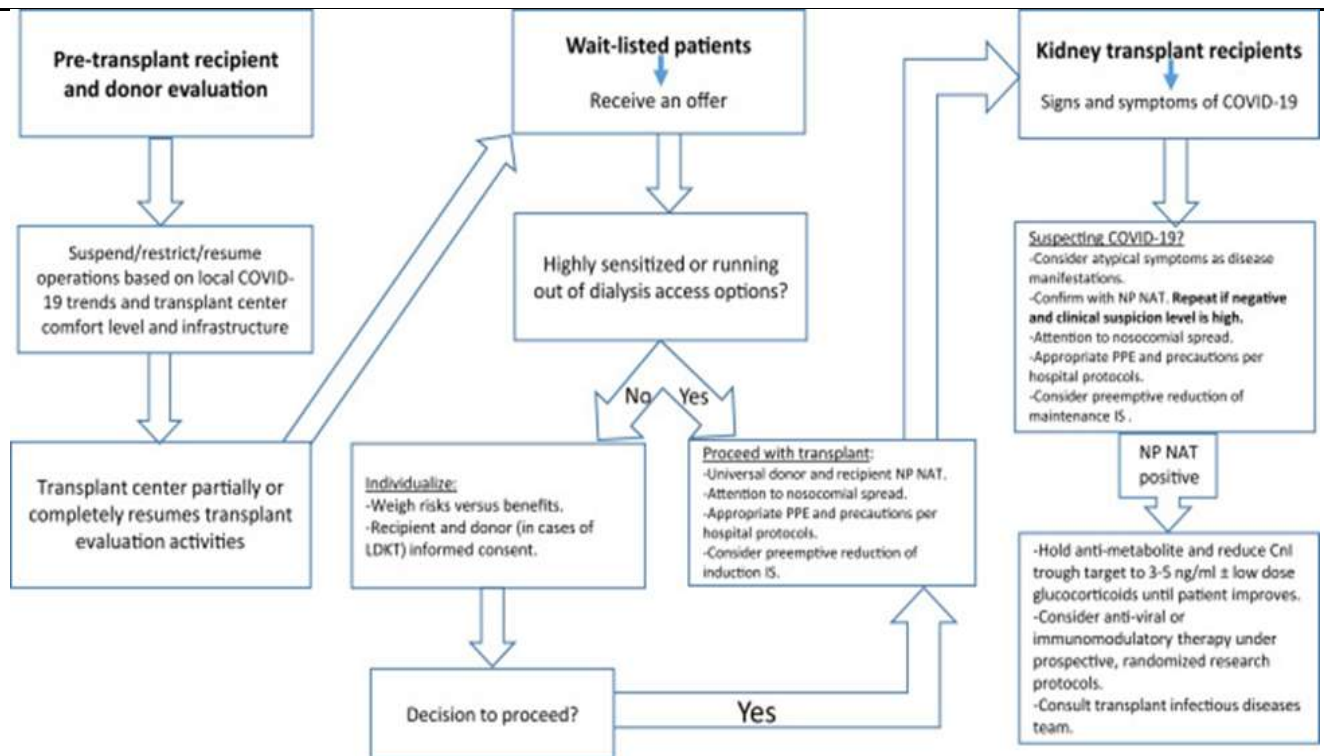 Pre-transplant recipient
and donor evaluation
Suspend/restrict/resume
operations based on local COVID-
19 trends and transplant center
comfort level and infrastructure
Transplant center partially or
completely resumes transplant
evaluation activities
Wait-listed patients
Receive an offer
Highly sensitized or running
out of dialysis access options?
No
Yes
Individualize:
-Weigh risks versus benefits.
-Recipient and donor (in cases of
LDKT) informed consent.
Decision to proceed?
Yes
Proceed with transplant:
-Universal donor and recipient NP NAT.
-Attention to nosocomial spread.
-Appropriate PPE and precautions per
hospital protocols.
-Consider preemptive reduction of
induction IS.
Kidney transplant recipients
Signs and symptoms of COVID-19
Suspecting COVID-19?
-Consider atypical symptoms as disease
manifestations.
-Confirm with NP NAT. Repeat if negative
and clinical suspicion level is high.
-Attention to nosocomial spread.
-Appropriate PPE and precautions per
hospital protocols.
-Consider preemptive reduction of
maintenance IS .
NP NAT
positive
-Hold anti-metabolite and reduce CnI
trough target to 3-5 ng/ml ± low dose
glucocorticoids until patient improves.
-Consider anti-viral or
immunomodulatory therapy under
prospective, randomized research
protocols.
-Consult transplant infectious diseases
team.